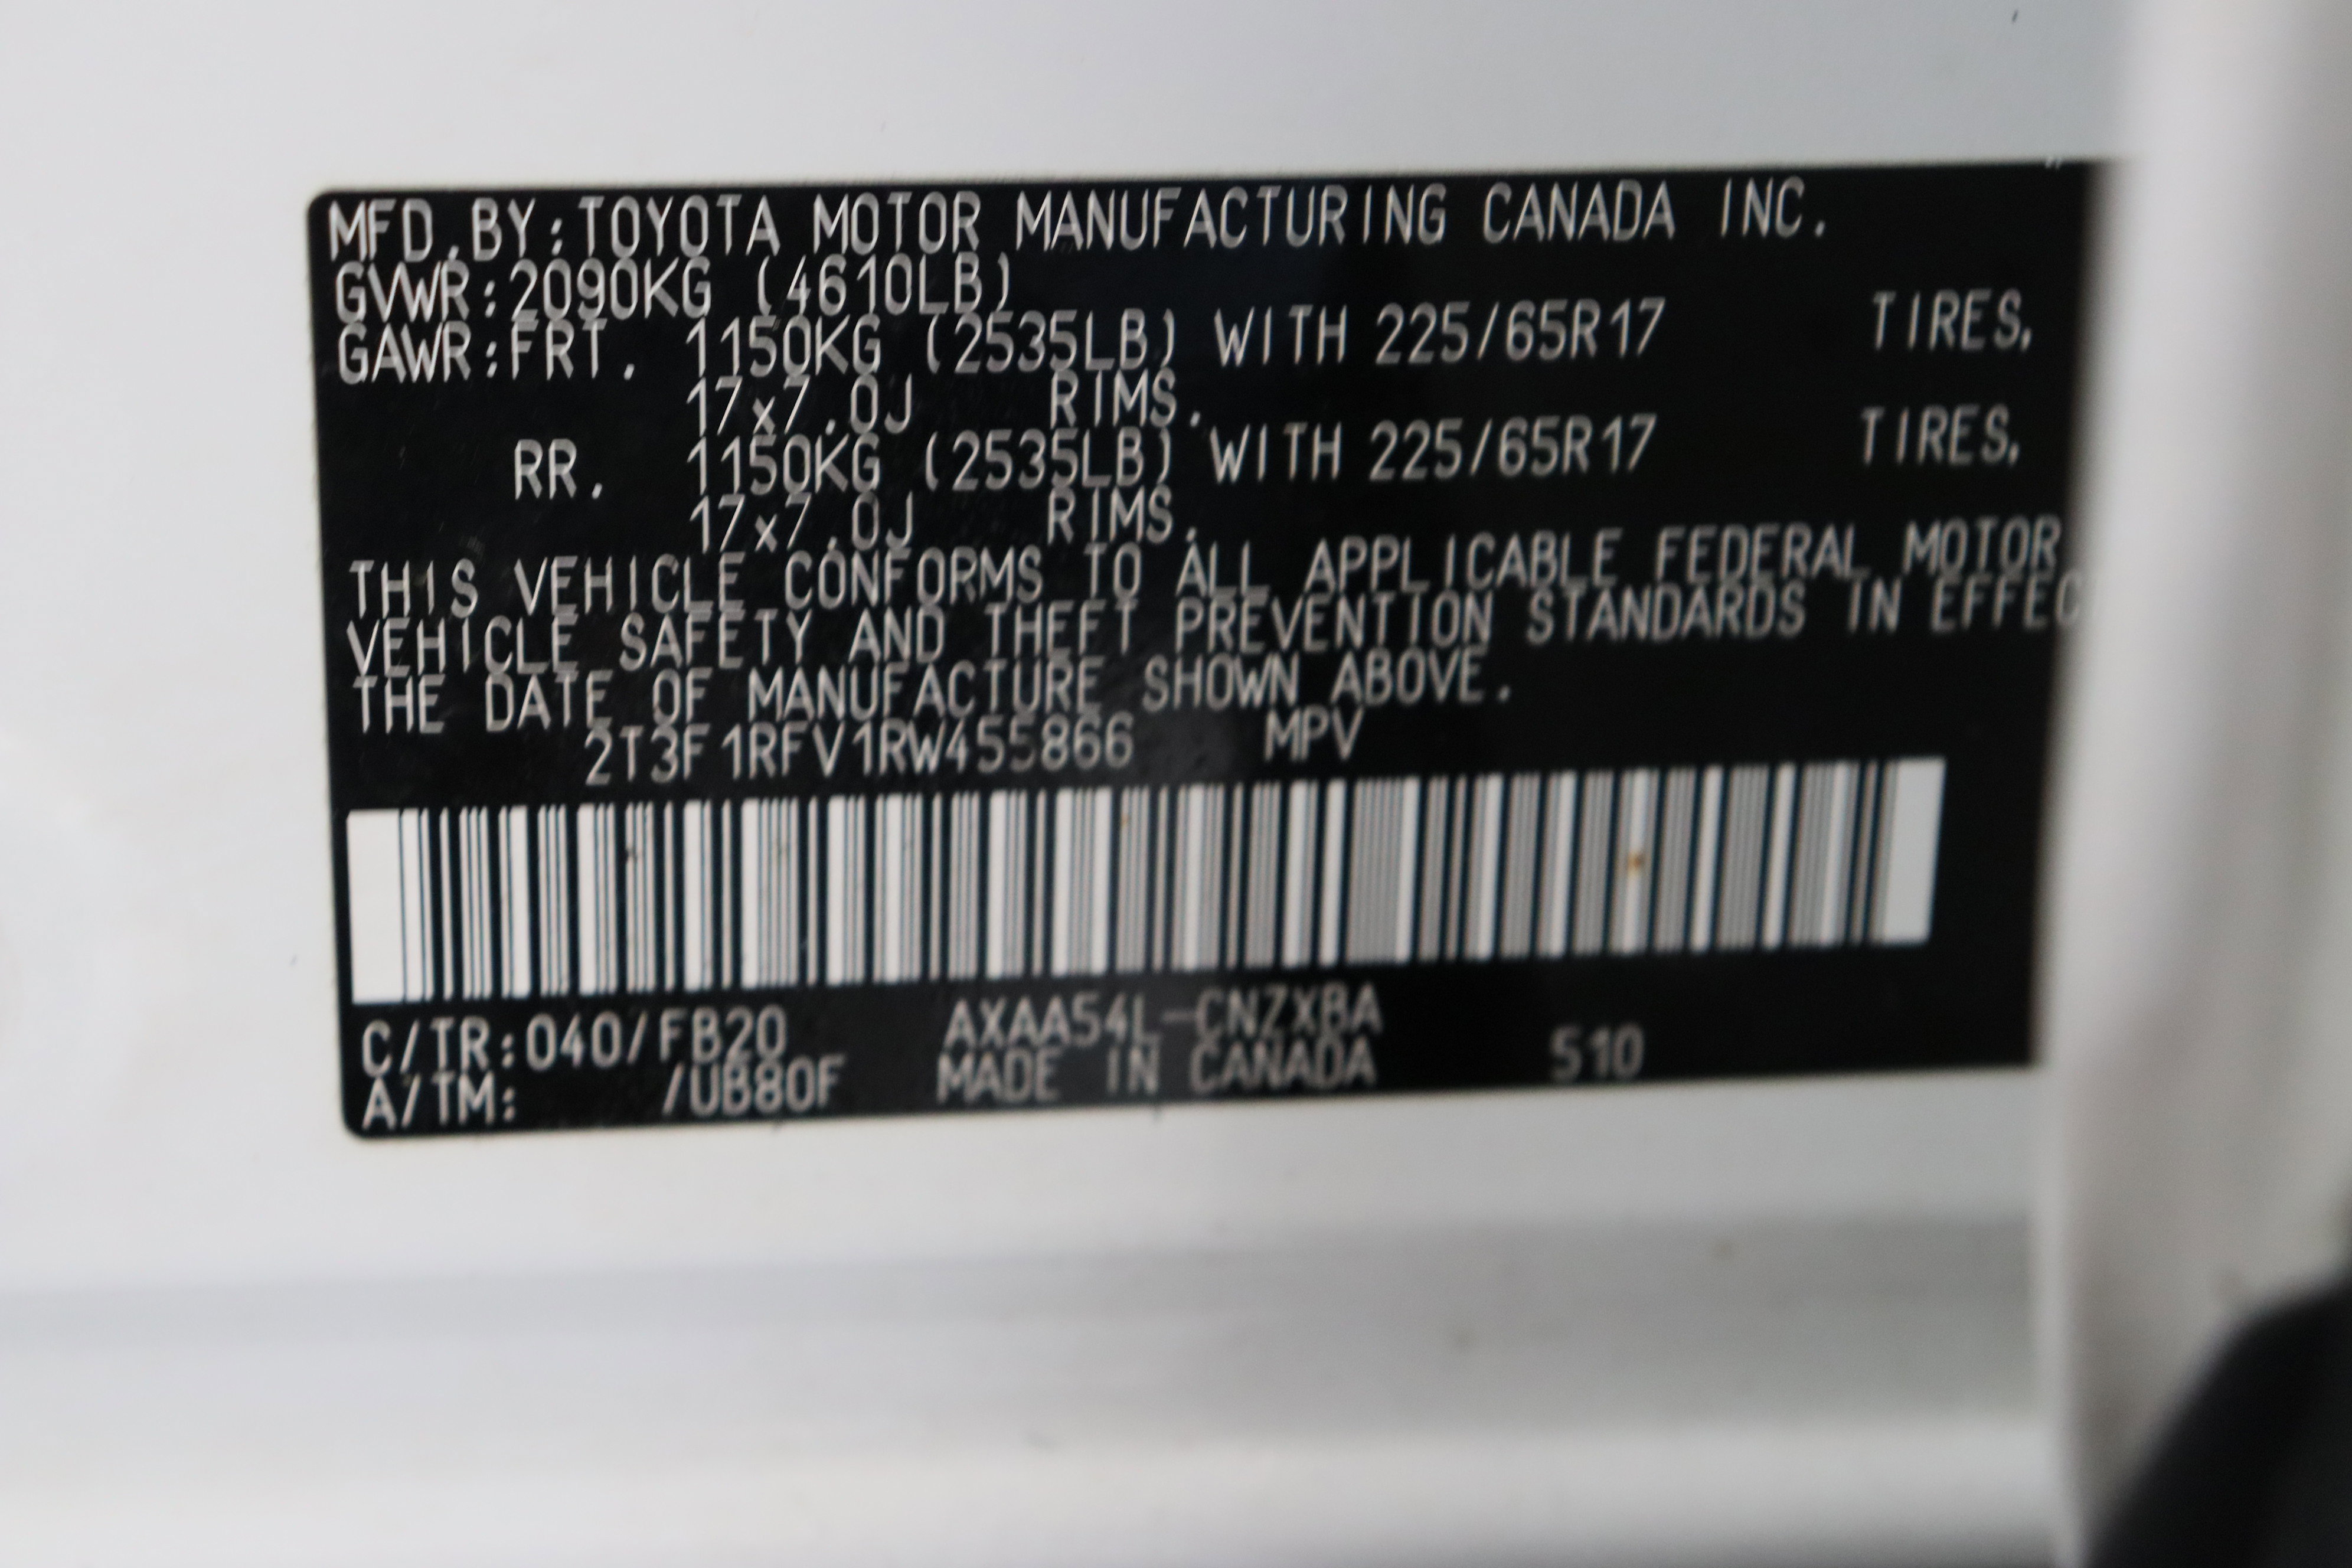 MFD.BY:TOYOTA MOTOR MANUFACTURING CANADA INC.
GVWR:2090KG (4610LB)
GAWR:FRT. 1150KG (2535LB) WITH 225/65R17 TIRES,
17x7.0J RIMS.
RR. 1150KG (2535LB) WITH 225/65R17 TIRES,
17x7.0J RIMS.
THIS VEHICLE CONFORMS TO ALL APPLICABLE FEDERAL MOTOR
VEHICLE SAFETY AND THEFT PREVENTION STANDARDS IN EFFEC
THE DATE OF MANUFACTURE SHOWN ABOVE.
2T3F1RFV1RW455866 MPV
C/TR:040/FB20 AXAA54L-CNZXBA
A/TM: /UB80F MADE IN CANADA 510